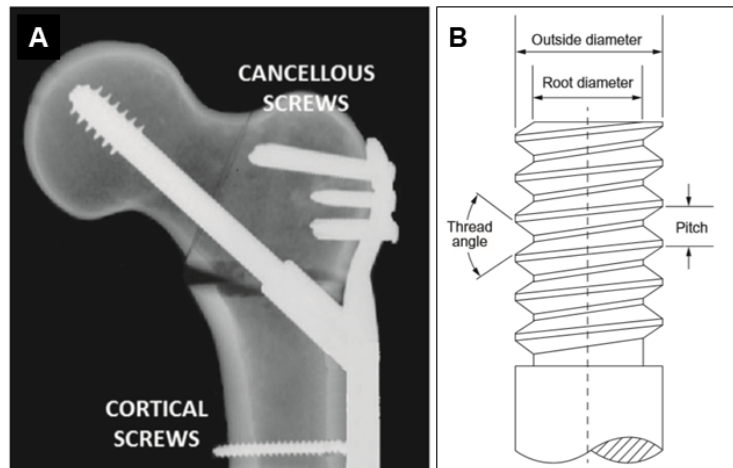 A
CANCELLOUS
SCREWS
CORTICAL
SCREWS
B
Outside diameter
Root diameter
Thread
angle
Pitch